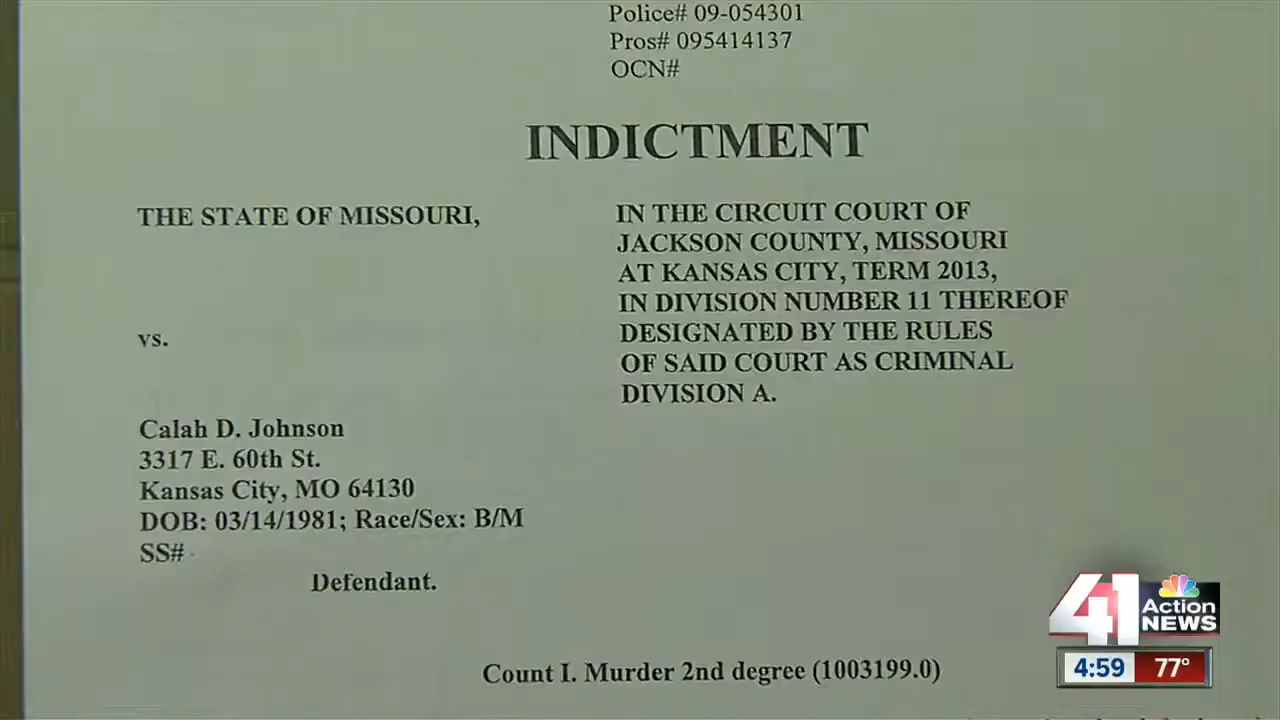 Police# 09-054301
Pros# 095414137
OCN#
INDICTMENT
THE STATE OF MISSOURI,
vs.
Calah D. Johnson
3317 E. 60th St.
Kansas City, MO 64130
DOB: 03/14/1981; Race/Sex: B/M
SS#
Defendant.
IN THE CIRCUIT COURT OF
JACKSON COUNTY, MISSOURI
AT KANSAS CITY, TERM 2013,
IN DIVISION NUMBER 11 THEREOF
DESIGNATED BY THE RULES
OF SAID COURT AS CRIMINAL
DIVISION A.
Count I. Murder 2nd degree (1003199.0)
41 Action
NEWS
4:59 77°